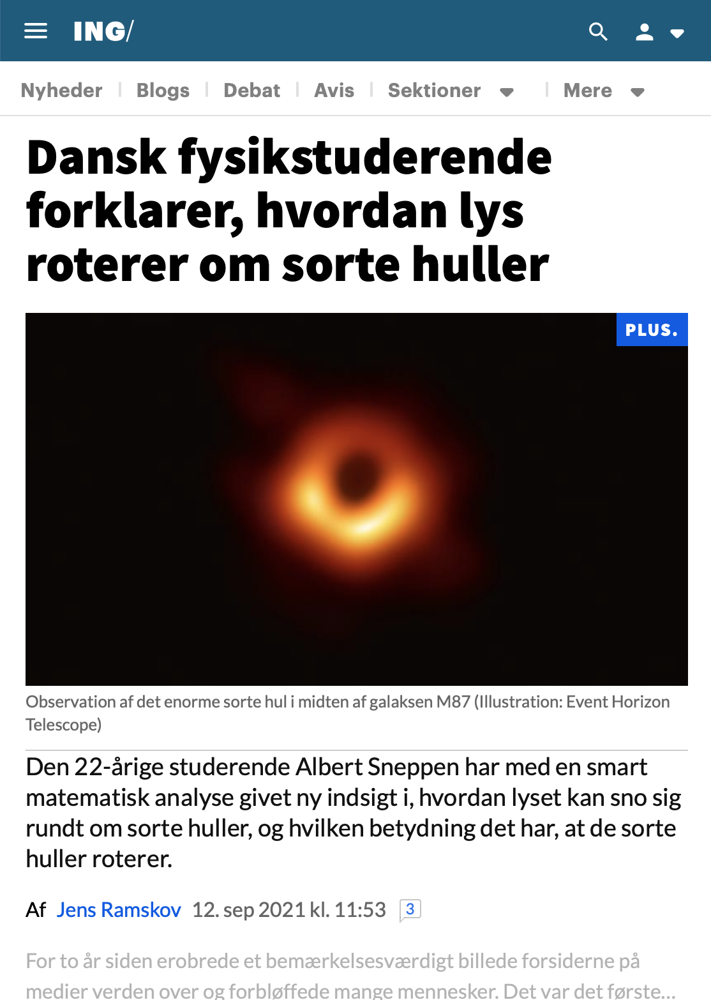 ING/
Nyheder | Blogs | Debat | Avis | Sektioner | Mere
Dansk fysikstuderende
forklarer, hvordan lys
roterer om sorte huller
PLUS.
Observation af det enorme sorte hul i midten af galaksen M87 (Illustration: Event Horizon
Telescope)
Den 22-årige studerende Albert Sneppen har med en smart
matematisk analyse givet ny indsigt i, hvordan lyset kan sno sig
rundt om sorte huller, og hvilken betydning det har, at de sorte
huller roterer.
Af Jens Ramskov 12. sep 2021 kl. 11:53 3
For to år siden erobrede et bemærkelsesværdigt billede forsiderne på
medier verden over og forbløffede mange mennesker. Det var det første...